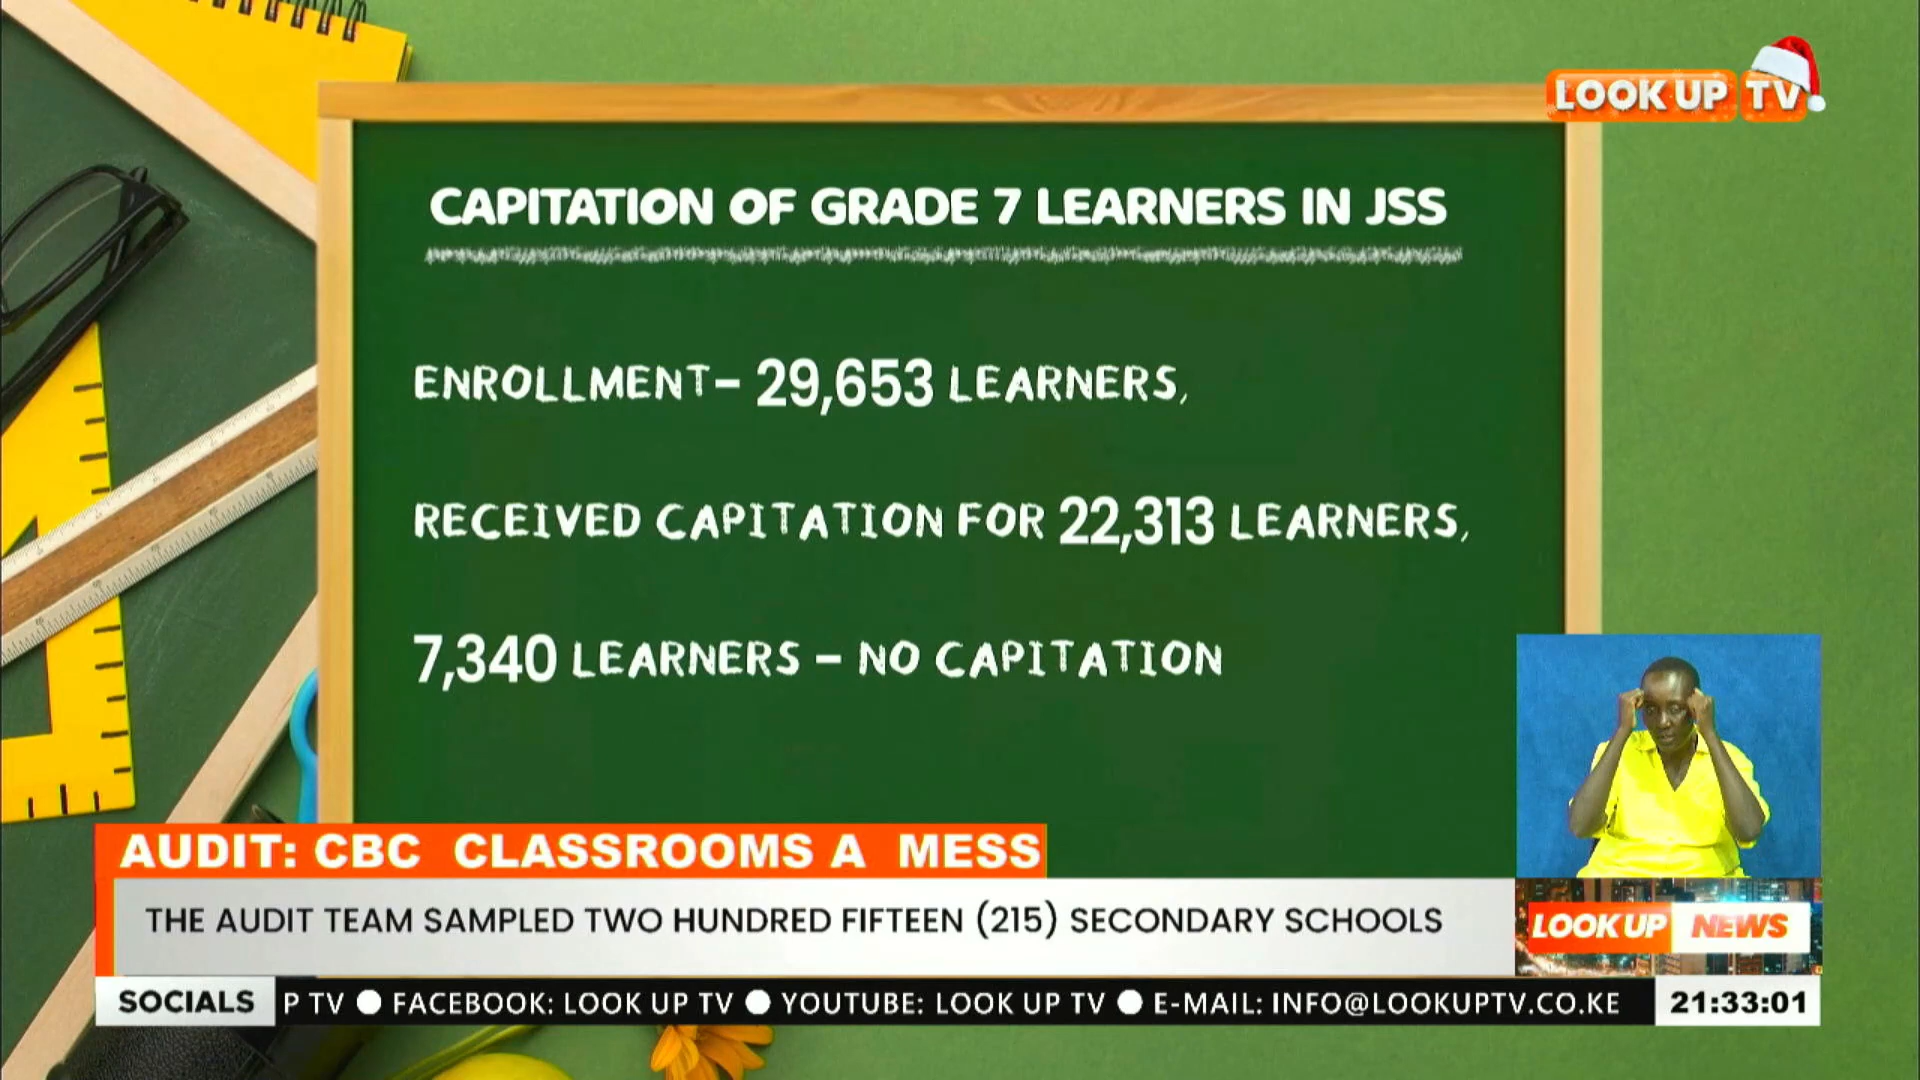 LOOK UP TV
CAPITATION OF GRADE 7 LEARNERS IN JSS
ENROLLMENT– 29,653 LEARNERS,
RECEIVED CAPITATION FOR 22,313 LEARNERS,
7,340 LEARNERS – NO CAPITATION
AUDIT: CBC CLASSROOMS A MESS
THE AUDIT TEAM SAMPLED TWO HUNDRED FIFTEEN (215) SECONDARY SCHOOLS
LOOK UP NEWS
SOCIALS P TV ● FACEBOOK: LOOK UP TV ● YOUTUBE: LOOK UP TV ● E-MAIL: INFO@LOOKUPTV.CO.KE 21:33:01